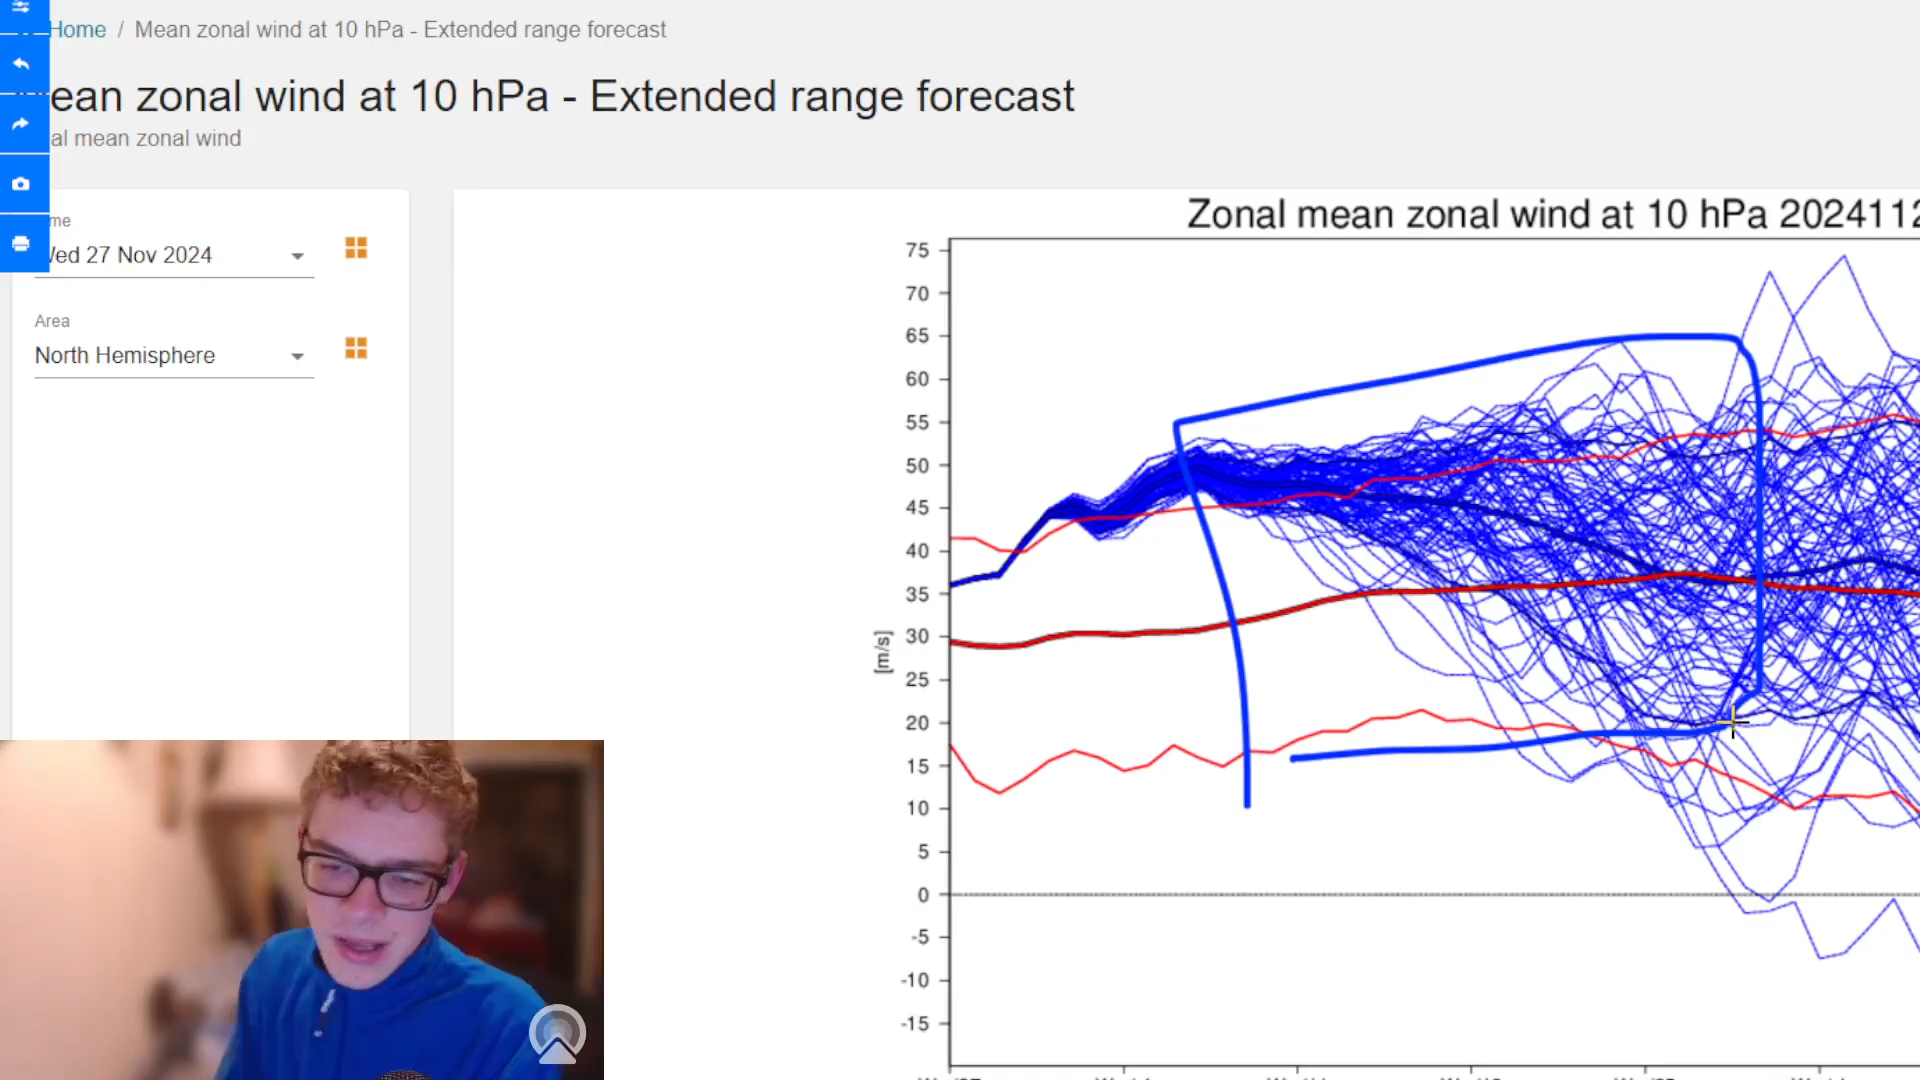 Home / Mean zonal wind at 10 hPa - Extended range forecast
ean zonal wind at 10 hPa - Extended range forecast
al mean zonal wind
me
Wed 27 Nov 2024
Area
North Hemisphere
Zonal mean zonal wind at 10 hPa 2024112
75
70
65
60
55
50
45
40
35
30
25
20
15
10
5
0
-5
-10
-15
[m/s]